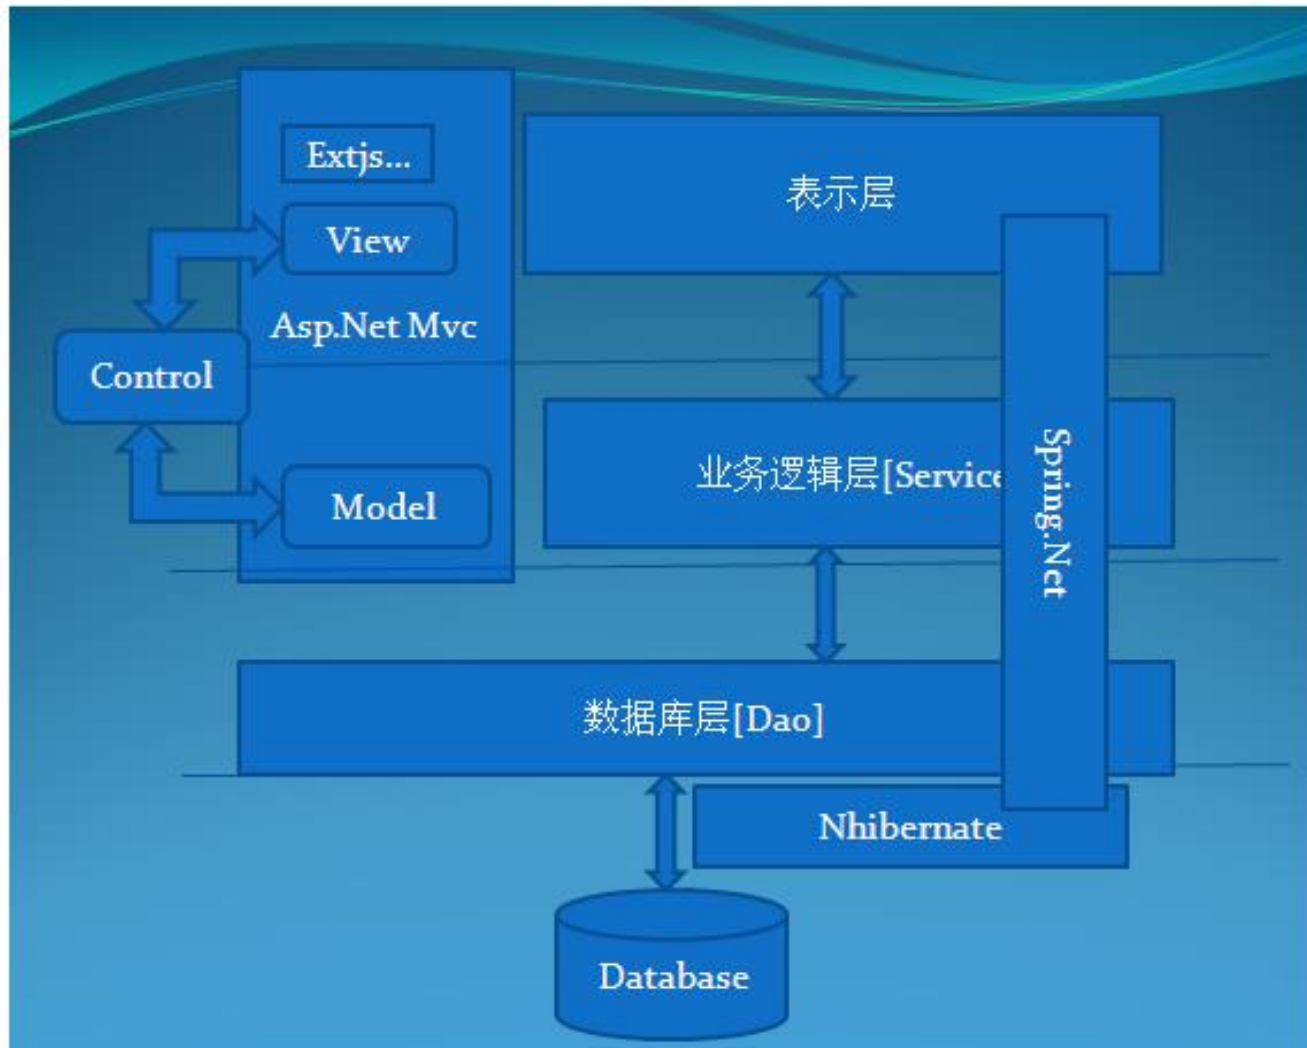 Extjs...
表示层
View
Asp.Net Mvc
Control
业务逻辑层[Service
Model
Spring.Net
数据库层[Dao]
Nhibernate
Database